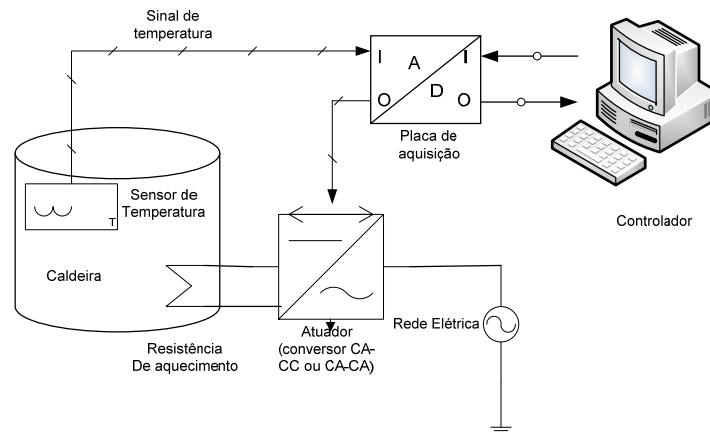 Sinal de
temperatura
I
A
I
O
D
O
Placa de
aquisição
Sensor de
Temperatura
T
Controlador
Caldeira
Atuador
(conversor CA-
CC ou CA-CA)
Rede Elétrica
Resistência
De aquecimento